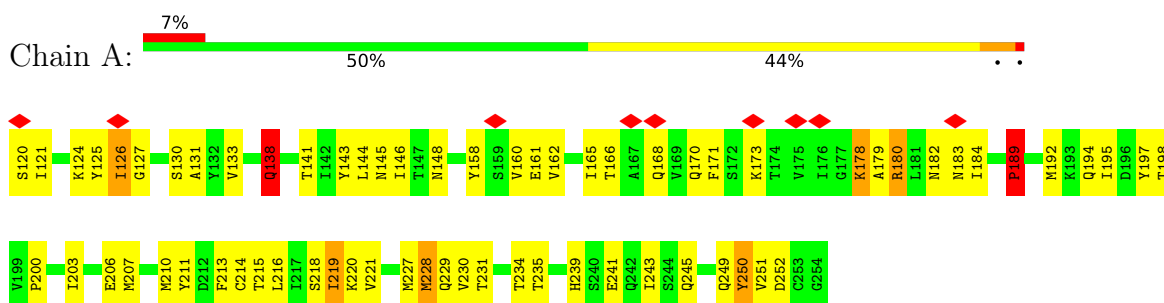 7%
Chain A:
50% 44% • •
S120 I121 K124 Y125 I126 G127 S130 A131 Y132 V133 Q138 T141 I142 Y143 L144 N145 I146 T147 N148 Y158 S159 V160 E161 V162 I165 T166 A167 Q168 V169 Q170 F171 S172 K173 T174 V175 I176 G177 K178 A179 R180 L181 N182 N183 I184 P189 M192 K193 Q194 I195 D196 Y197 T198
V199 P200 I203 E206 M207 M210 Y211 D212 F213 C214 T215 L216 I217 S218 I219 K220 V221 M227 M228 Q229 V230 T231 T234 T235 H239 S240 E241 Q242 I243 S244 Q245 Q249 Y250 V251 D252 C253 G254